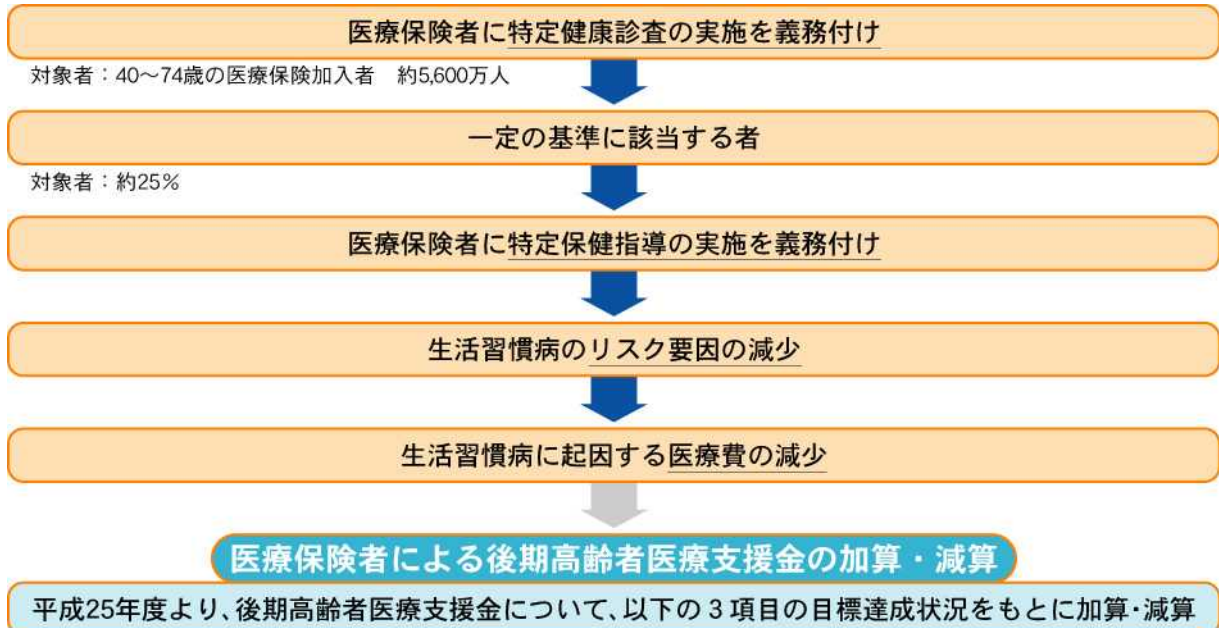 医療保険者に特定健康診査の実施を義務付け
対象者：40〜74歳の医療保険加入者　約5,600万人
一定の基準に該当する者
対象者：約25%
医療保険者に特定保健指導の実施を義務付け
生活習慣病のリスク要因の減少
生活習慣病に起因する医療費の減少
医療保険者による後期高齢者医療支援金の加算・減算
平成25年度より、後期高齢者医療支援金について、以下の３項目の目標達成状況をもとに加算・減算